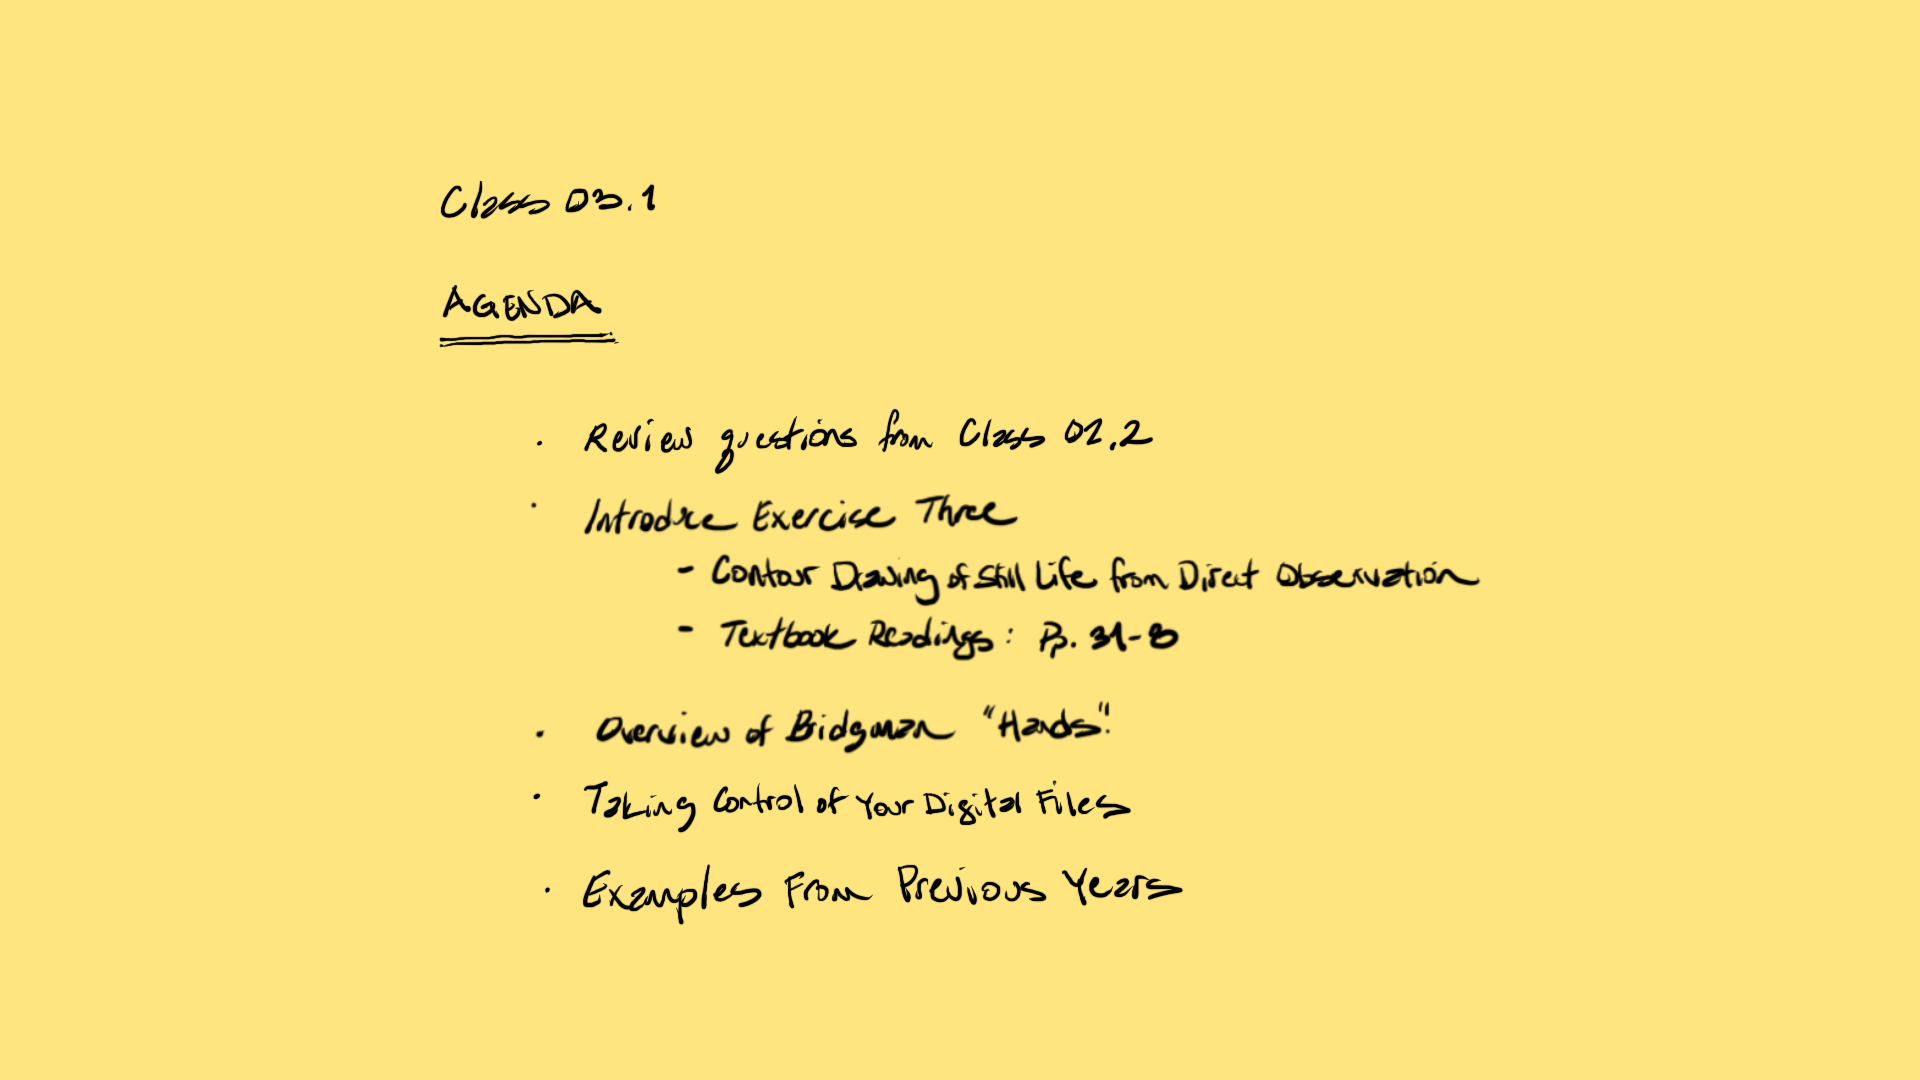 Class 03.1
AGENDA
· Review questions from Class 02.2
· Introduce Exercise Three
- Contour Drawing of Still Life from Direct Observation
- Textbook Readings: Pp. 31-8
· Overview of Bridgman "Hands".
· Taking Control of Your Digital Files
· Examples From Previous Years